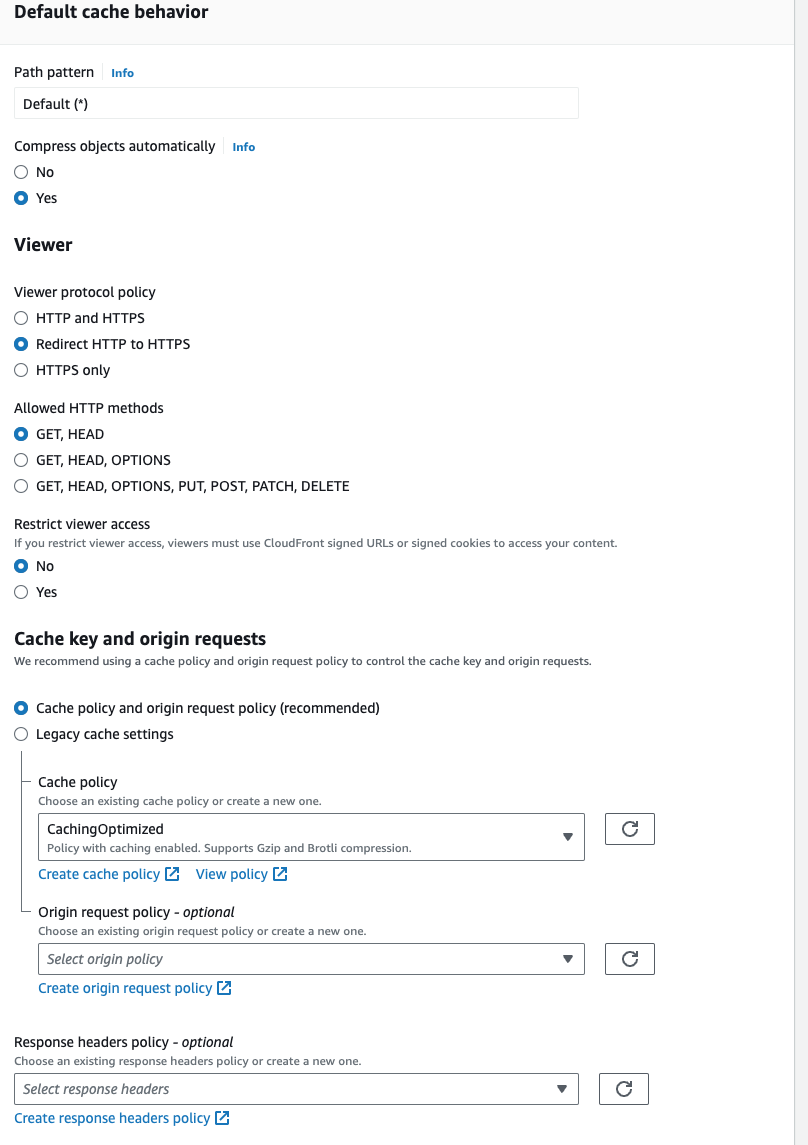 Default cache behavior
Path pattern Info
Default (*)
Compress objects automatically Info
No
Yes
Viewer
Viewer protocol policy
HTTP and HTTPS
Redirect HTTP to HTTPS
HTTPS only
Allowed HTTP methods
GET, HEAD
GET, HEAD, OPTIONS
GET, HEAD, OPTIONS, PUT, POST, PATCH, DELETE
Restrict viewer access
If you restrict viewer access, viewers must use CloudFront signed URLs or signed cookies to access your content.
No
Yes
Cache key and origin requests
We recommend using a cache policy and origin request policy to control the cache key and origin requests.
Cache policy and origin request policy (recommended)
Legacy cache settings
Cache policy
Choose an existing cache policy or create a new one.
CachingOptimized
Policy with caching enabled. Supports Gzip and Brotli compression.
Create cache policy View policy
Origin request policy - optional
Choose an existing origin request policy or create a new one.
Select origin policy
Create origin request policy
Response headers policy - optional
Choose an existing response headers policy or create a new one.
Select response headers
Create response headers policy